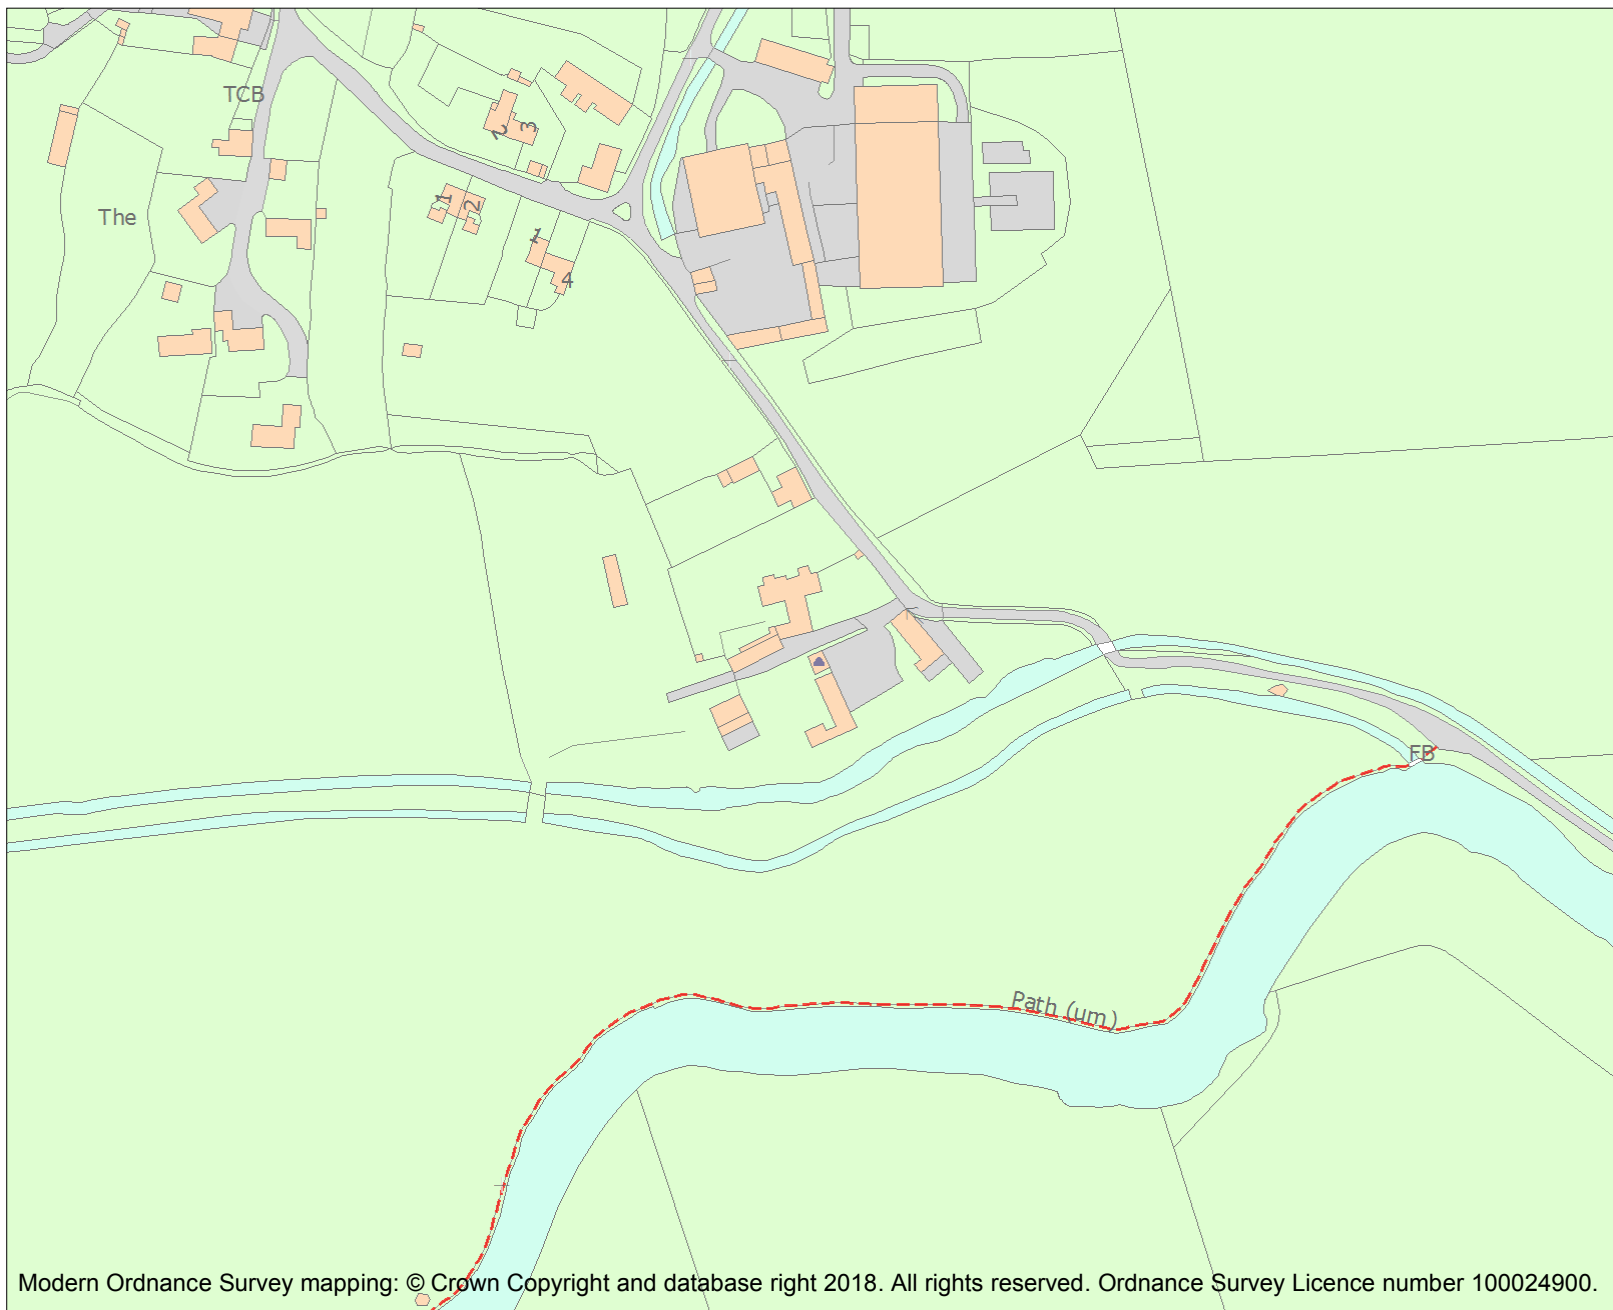 TCB
2
3
The
1
2
1
4
FB
Path (um)
Modern Ordnance Survey mapping: © Crown Copyright and database right 2018. All rights reserved. Ordnance Survey Licence number 100024900.